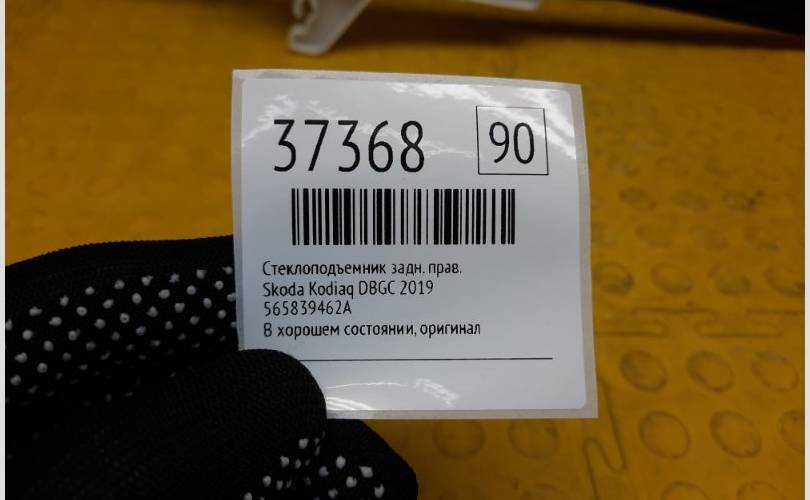 37368
90
Стеклоподъемник задн. прав.
Skoda Kodiaq DBGC 2019
565839462A
В хорошем состоянии, оригинал